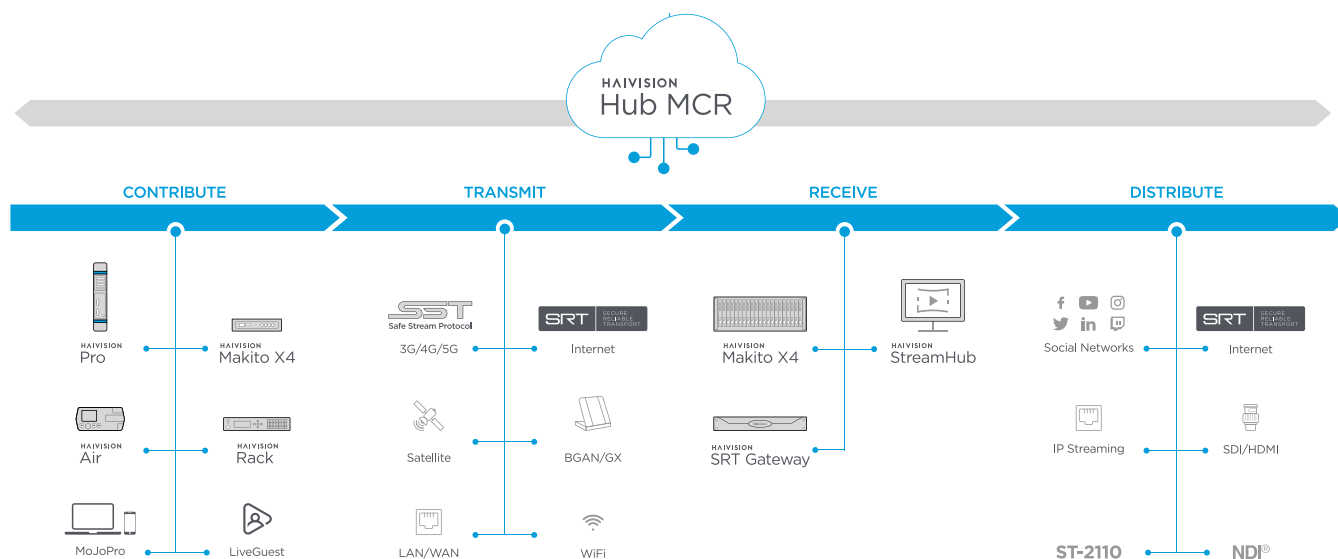 HAIVISION
Hub MCR
CONTRIBUTE
TRANSMIT
RECEIVE
DISTRIBUTE
HAIVISION
Pro
HAIVISION
Makito X4
HAIVISION
Air
HAIVISION
Rack
MoJoPro
LiveGuest
SST
Safe Stream Protocol
3G/4G/5G
SRT
SECURE
RELIABLE
TRANSPORT
Internet
Satellite
BGAN/GX
LAN/WAN
WiFi
HAIVISION
Makito X4
HAIVISION
StreamHub
HAIVISION
SRT Gateway
Social Networks
SRT
SECURE
RELIABLE
TRANSPORT
Internet
IP Streaming
SDI/HDMI
ST-2110
NDI®